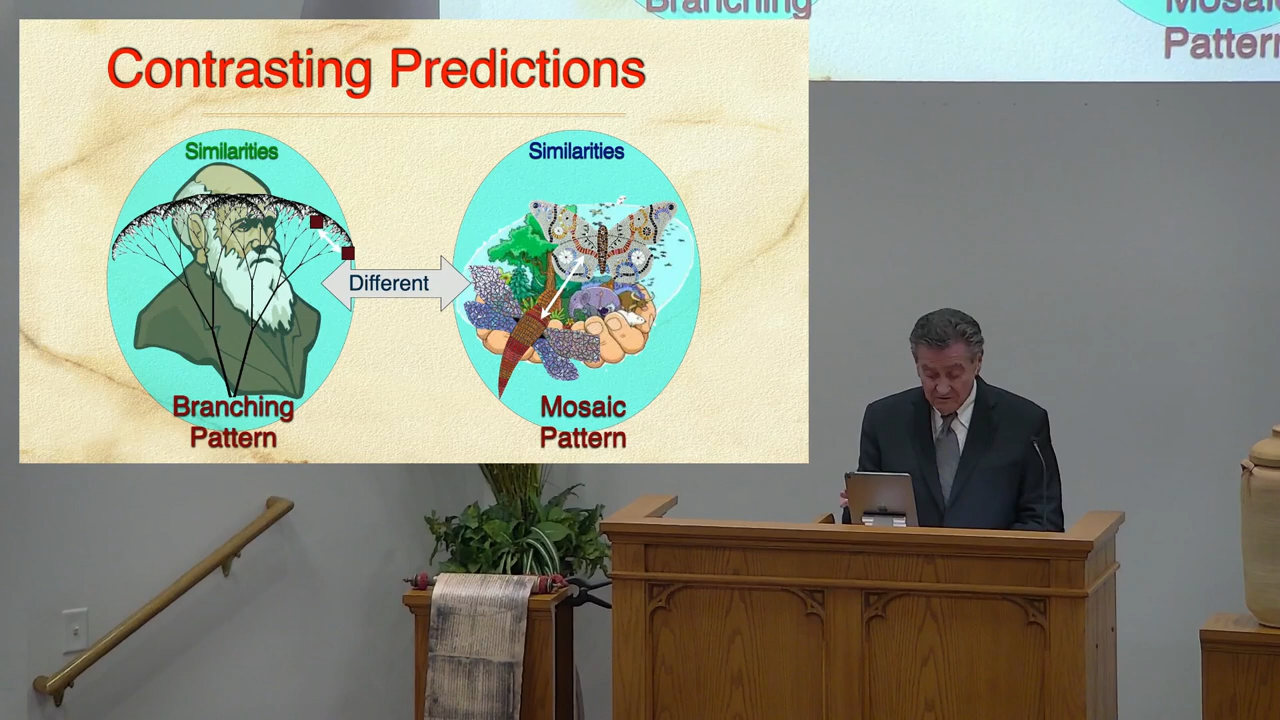 Contrasting Predictions
Similarities
Similarities
Different
Branching
Pattern
Mosaic
Pattern
Branching
Mosaic
Pattern